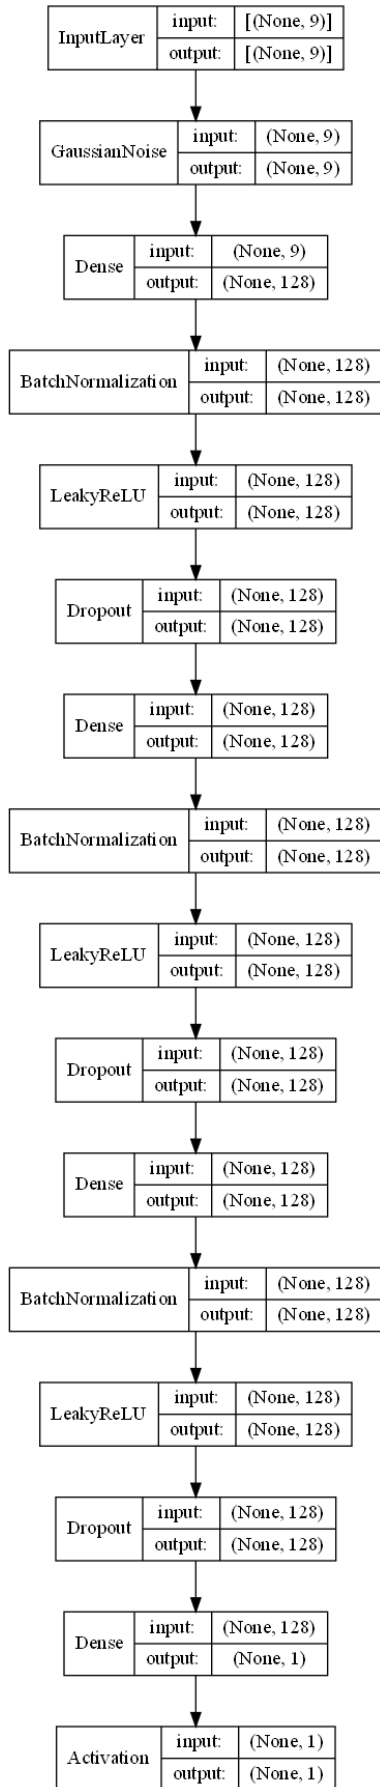 InputLayer input: [(None, 9)]
output: [(None, 9)]
GaussianNoise input: (None, 9)
output: (None, 9)
Dense input: (None, 9)
output: (None, 128)
BatchNormalization input: (None, 128)
output: (None, 128)
LeakyReLU input: (None, 128)
output: (None, 128)
Dropout input: (None, 128)
output: (None, 128)
Dense input: (None, 128)
output: (None, 128)
BatchNormalization input: (None, 128)
output: (None, 128)
LeakyReLU input: (None, 128)
output: (None, 128)
Dropout input: (None, 128)
output: (None, 128)
Dense input: (None, 128)
output: (None, 128)
BatchNormalization input: (None, 128)
output: (None, 128)
LeakyReLU input: (None, 128)
output: (None, 128)
Dropout input: (None, 128)
output: (None, 128)
Dense input: (None, 128)
output: (None, 1)
Activation input: (None, 1)
output: (None, 1)